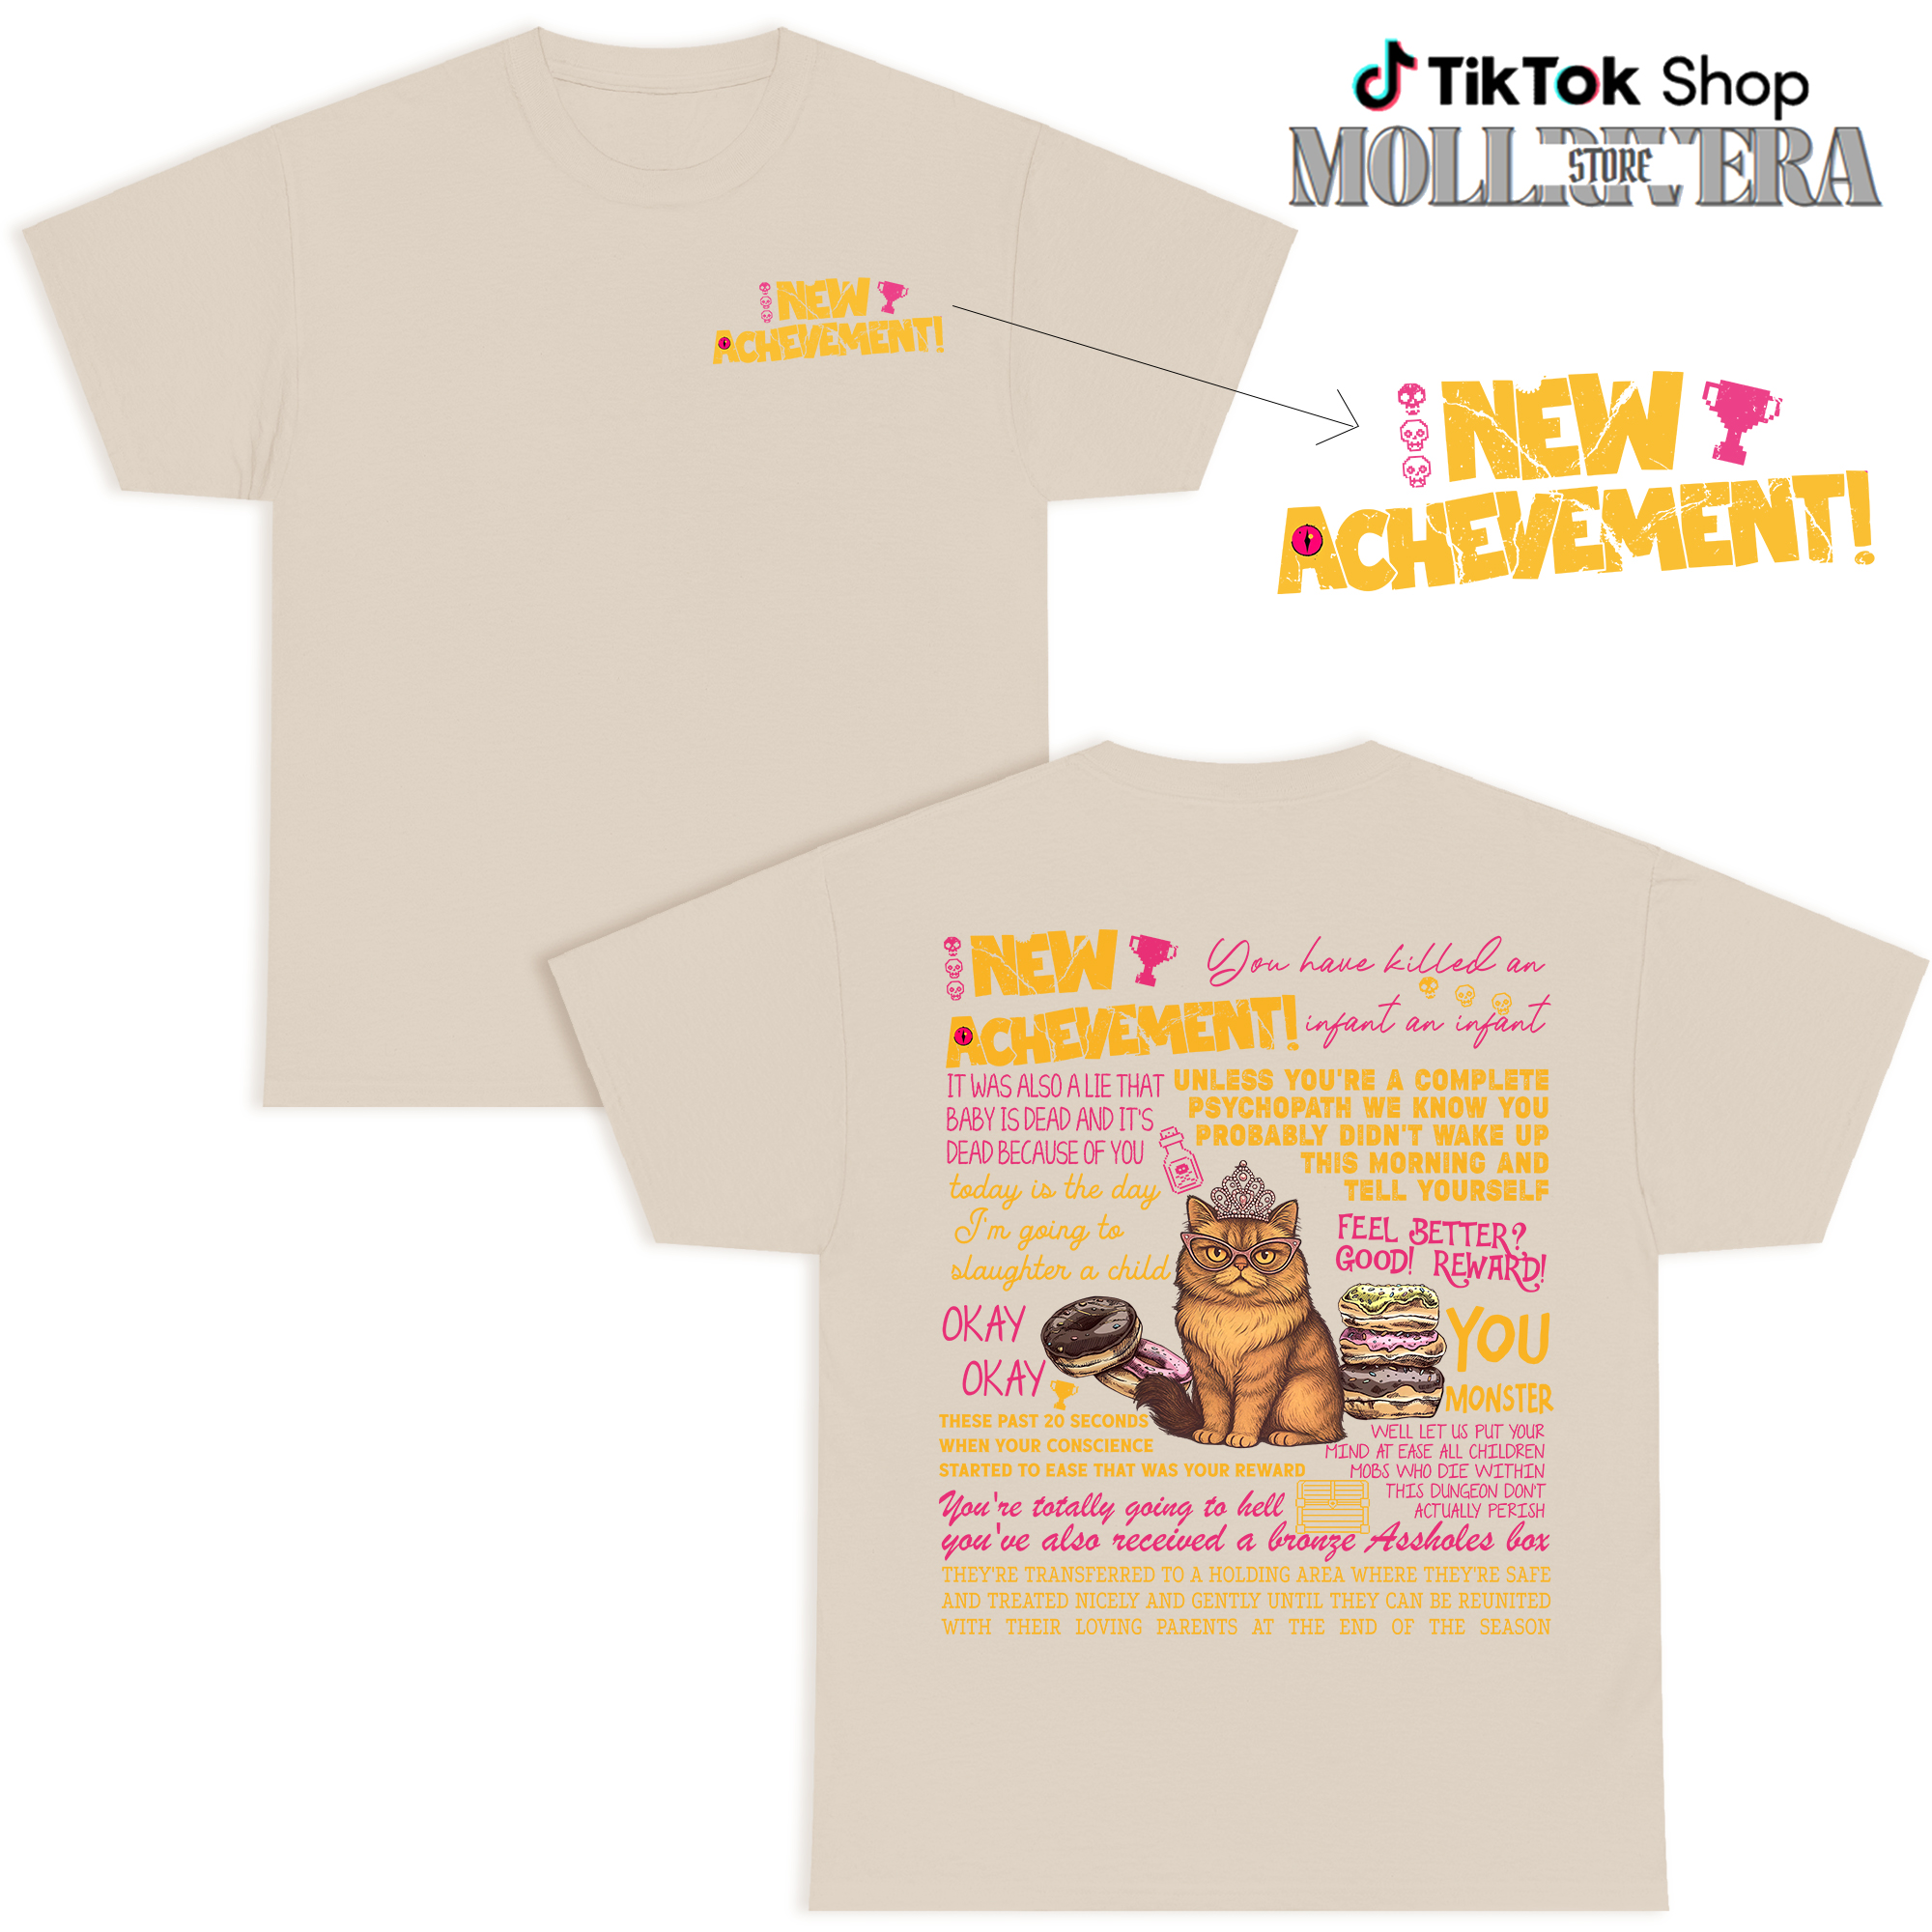 TikTok Shop
MOLLRIVERA
STORE
NEW
ACHEVEMENT!
NEW
ACHEVEMENT!
NEW
ACHEVEMENT!
You have killed an
infant an infant
IT WAS ALSO A LIE THAT
BABY IS DEAD AND IT'S
DEAD BECAUSE OF YOU
UNLESS YOU'RE A COMPLETE
PSYCHOPATH WE KNOW YOU
PROBABLY DIDN'T WAKE UP
THIS MORNING AND
TELL YOURSELF
today is the day
I'm going to
slaughter a child
FEEL BETTER?
GOOD! REWARD!
OKAY
OKAY
YOU
MONSTER
THESE PAST 20 SECONDS
WHEN YOUR CONSCIENCE
STARTED TO EASE THAT WAS YOUR REWARD
WELL LET US PUT YOUR
MIND AT EASE ALL CHILDREN
MOBS WHO DIE WITHIN
THIS DUNGEON DON'T
ACTUALLY PERISH
You're totally going to hell
you've also received a bronze Assholes box
THEY'RE TRANSFERRED TO A HOLDING AREA WHERE THEY'RE SAFE
AND TREATED NICELY AND GENTLY UNTIL THEY CAN BE REUNITED
WITH THEIR LOVING PARENTS AT THE END OF THE SEASON